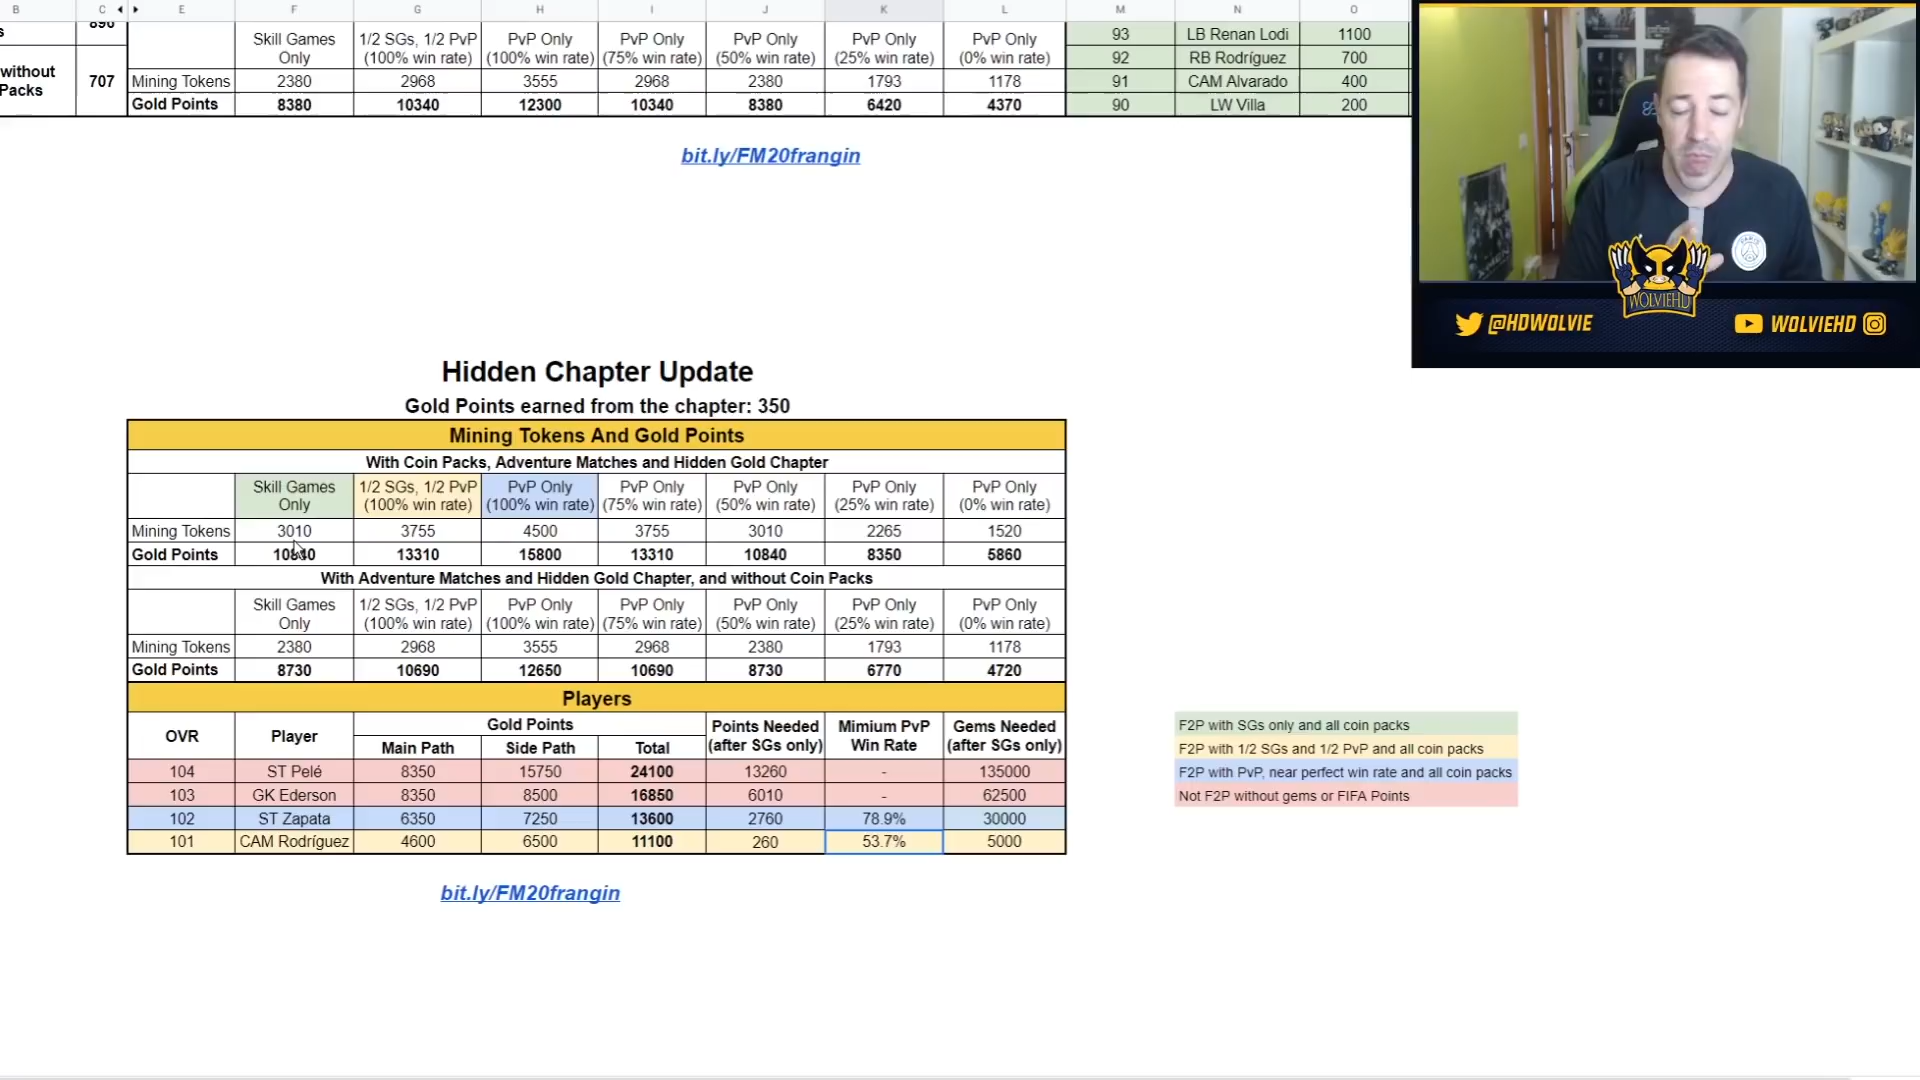 B C E F G H I J K L M N O
s 896 Skill Games Only 1/2 SGs, 1/2 PvP (100% win rate) PvP Only (100% win rate) PvP Only (75% win rate) PvP Only (50% win rate) PvP Only (25% win rate) PvP Only (0% win rate) 93 LB Renan Lodi 1100
92 RB Rodríguez 700
without Packs 707 Mining Tokens 2380 2968 3555 2968 2380 1793 1178 91 CAM Alvarado 400
Gold Points 8380 10340 12300 10340 8380 6420 4370 90 LW Villa 200
bit.ly/FM20frangin
WOLVIEHD
@HDWOLVIE WOLVIEHD
Hidden Chapter Update
Gold Points earned from the chapter: 350
Mining Tokens And Gold Points
With Coin Packs, Adventure Matches and Hidden Gold Chapter
Skill Games 1/2 SGs, 1/2 PvP PvP Only PvP Only PvP Only PvP Only PvP Only
Only (100% win rate) (100% win rate) (75% win rate) (50% win rate) (25% win rate) (0% win rate)
Mining Tokens 3010 3755 4500 3755 3010 2265 1520
Gold Points 10840 13310 15800 13310 10840 8350 5860
With Adventure Matches and Hidden Gold Chapter, and without Coin Packs
Skill Games 1/2 SGs, 1/2 PvP PvP Only PvP Only PvP Only PvP Only PvP Only
Only (100% win rate) (100% win rate) (75% win rate) (50% win rate) (25% win rate) (0% win rate)
Mining Tokens 2380 2968 3555 2968 2380 1793 1178
Gold Points 8730 10690 12650 10690 8730 6770 4720
Players
OVR Player Gold Points Points Needed (after SGs only) Mimium PvP Win Rate Gems Needed (after SGs only)
Main Path Side Path Total
104 ST Pelé 8350 15750 24100 13260 - 135000
103 GK Ederson 8350 8500 16850 6010 - 62500
102 ST Zapata 6350 7250 13600 2760 78.9% 30000
101 CAM Rodríguez 4600 6500 11100 260 53.7% 5000
F2P with SGs only and all coin packs
F2P with 1/2 SGs and 1/2 PvP and all coin packs
F2P with PvP, near perfect win rate and all coin packs
Not F2P without gems or FIFA Points
bit.ly/FM20frangin